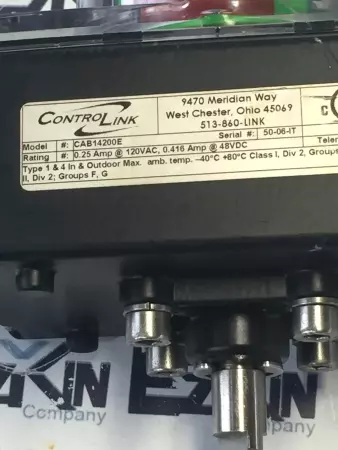 CONTROLINK
9470 Meridian Way
West Chester, Ohio 45069
513-860-LINK
Model #: CAB14200E Serial #: 50-06-IT
Rating #: 0.25 Amp @ 120VAC, 0.416 Amp @ 48VDC Teler
Type 1 & 4 In & Outdoor Max. amb. temp. -40°C +80°C Class I, Div 2, Groups
II, Div 2; Groups F, G
Company
Company